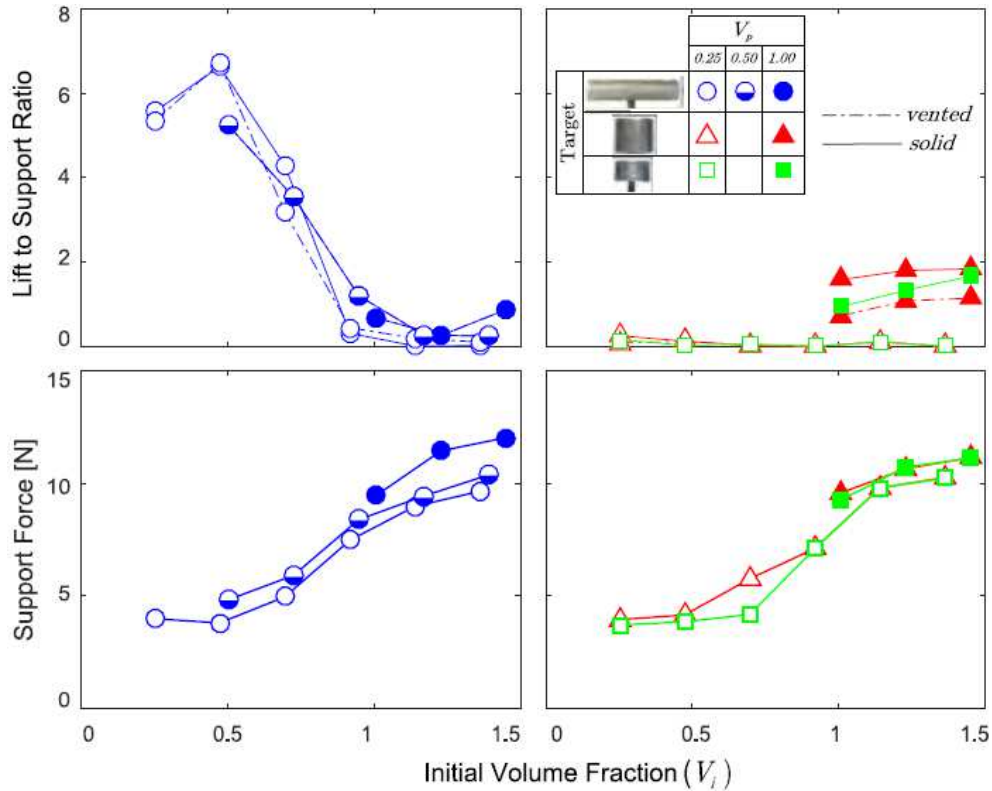 8
6
4
2
0
Lift to Support Ratio
V_p
0.25 0.50 1.00
Target
vented
solid
15
10
5
0
Support Force [N]
0 0.5 1 1.5
0 0.5 1 1.5
Initial Volume Fraction (V_i)